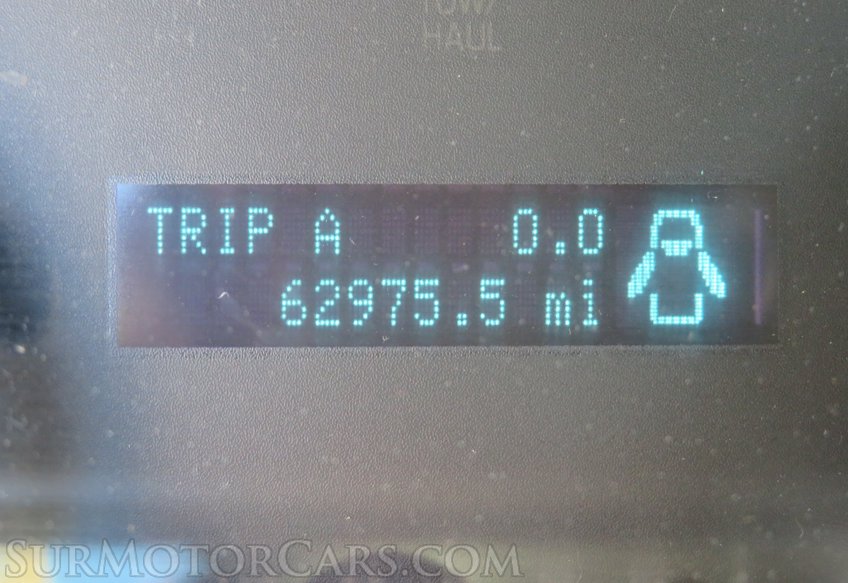 TOW/
HAUL
TRIP A 0.0
62975.5 mi
SURMOTORCARS.COM